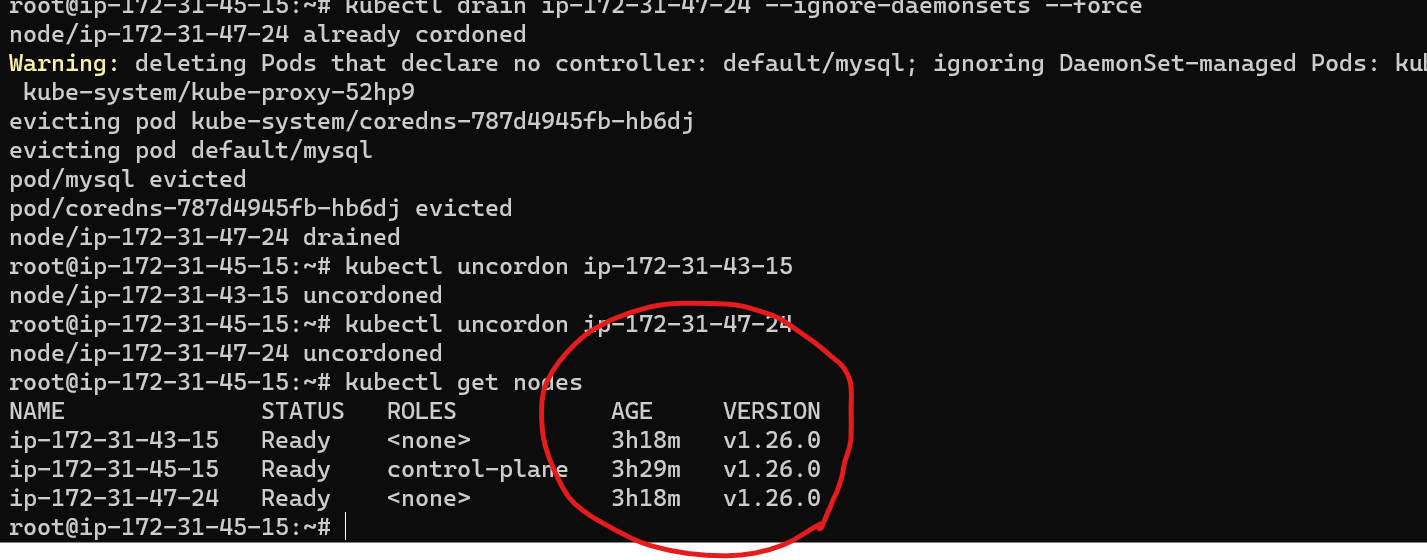 root@ip-172-31-45-15:~# kubectl drain ip-172-31-47-24 --ignore-daemonsets --force
node/ip-172-31-47-24 already cordoned
Warning: deleting Pods that declare no controller: default/mysql; ignoring DaemonSet-managed Pods: ku
kube-system/kube-proxy-52hp9
evicting pod kube-system/coredns-787d4945fb-hb6dj
evicting pod default/mysql
pod/mysql evicted
pod/coredns-787d4945fb-hb6dj evicted
node/ip-172-31-47-24 drained
root@ip-172-31-45-15:~# kubectl uncordon ip-172-31-43-15
node/ip-172-31-43-15 uncordoned
root@ip-172-31-45-15:~# kubectl uncordon ip-172-31-47-24
node/ip-172-31-47-24 uncordoned
root@ip-172-31-45-15:~# kubectl get nodes
NAME STATUS ROLES AGE VERSION
ip-172-31-43-15 Ready <none> 3h18m v1.26.0
ip-172-31-45-15 Ready control-plane 3h29m v1.26.0
ip-172-31-47-24 Ready <none> 3h18m v1.26.0
root@ip-172-31-45-15:~#